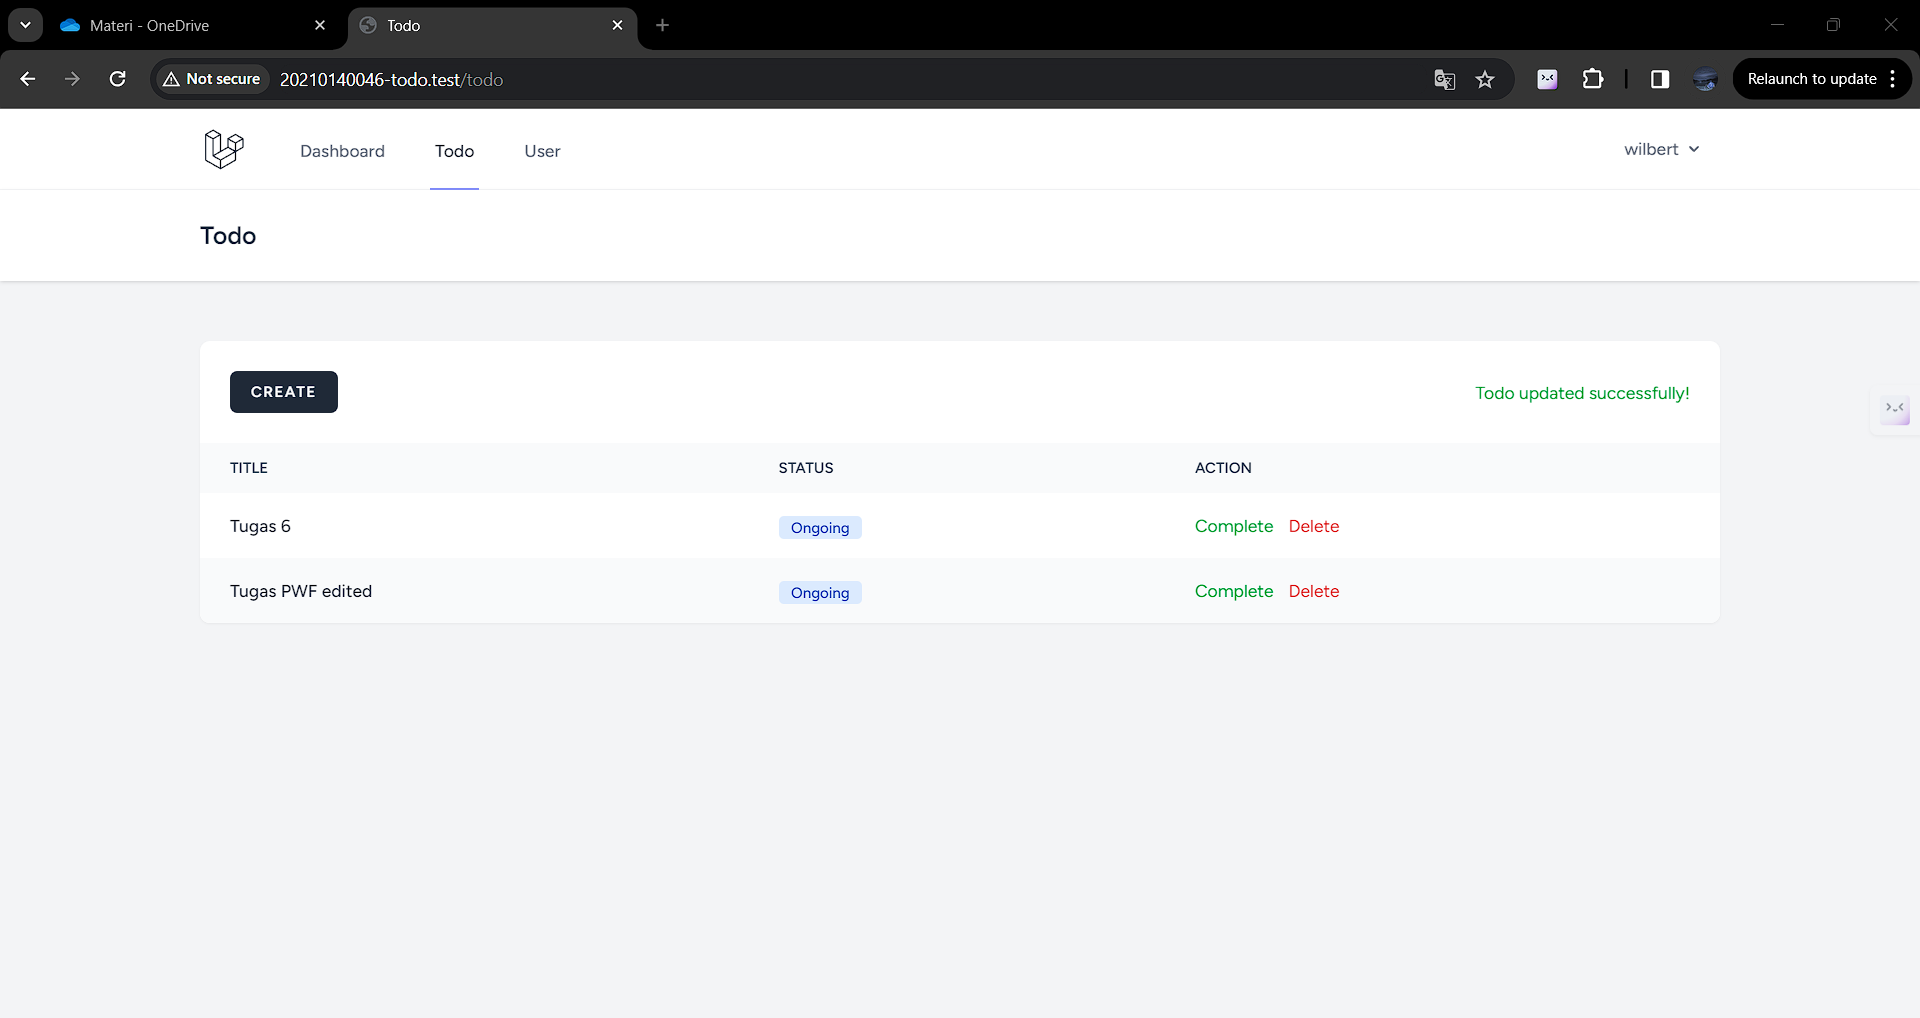 Materi - OneDrive
Todo
Not secure
20210140046-todo.test/todo
Relaunch to update
Dashboard
Todo
User
wilbert
Todo
CREATE
Todo updated successfully!
TITLE STATUS ACTION
Tugas 6 Ongoing Complete Delete
Tugas PWF edited Ongoing Complete Delete